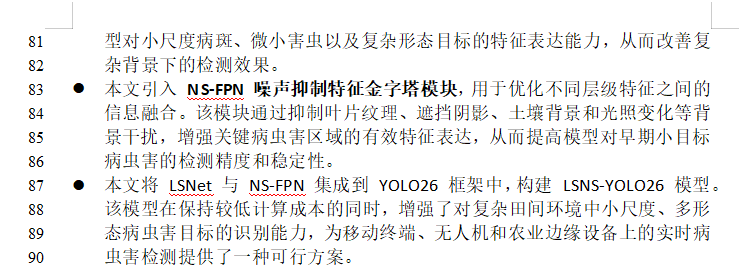 81 型对小尺度病斑、微小害虫以及复杂形态目标的特征表达能力，从而改善复
82 杂背景下的检测效果。
83 ● 本文引入 NS-FPN 噪声抑制特征金字塔模块，用于优化不同层级特征之间的
84 信息融合。该模块通过抑制叶片纹理、遮挡阴影、土壤背景和光照变化等背
85 景干扰，增强关键病虫害区域的有效特征表达，从而提高模型对早期小目标
86 病虫害的检测精度和稳定性。
87 ● 本文将 LSNet 与 NS-FPN 集成到 YOLO26 框架中，构建 LSNS-YOLO26 模型。
88 该模型在保持较低计算成本的同时，增强了对复杂田间环境中小尺度、多形
89 态病虫害目标的识别能力，为移动终端、无人机和农业边缘设备上的实时病
90 虫害检测提供了一种可行方案。